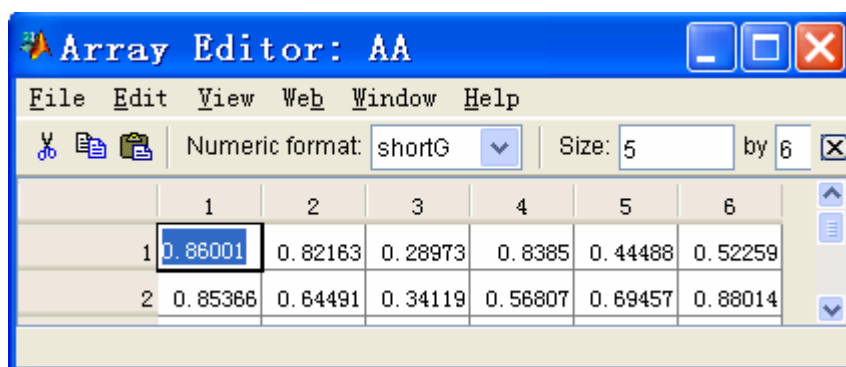 Array Editor: AA
File Edit View Web Window Help
Numeric format: shortG Size: 5 by 6
1 2 3 4 5 6
1 0.86001 0.82163 0.28973 0.8385 0.44488 0.52259
2 0.85366 0.64491 0.34119 0.56807 0.69457 0.88014